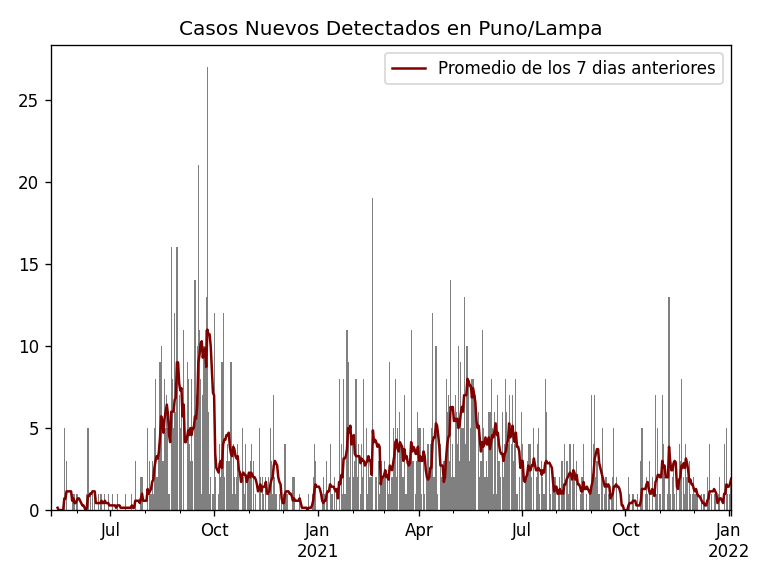 Casos Nuevos Detectados en Puno/Lampa
Promedio de los 7 dias anteriores
25
20
15
10
5
0
Jul
Oct
Jan
2021
Apr
Jul
Oct
Jan
2022